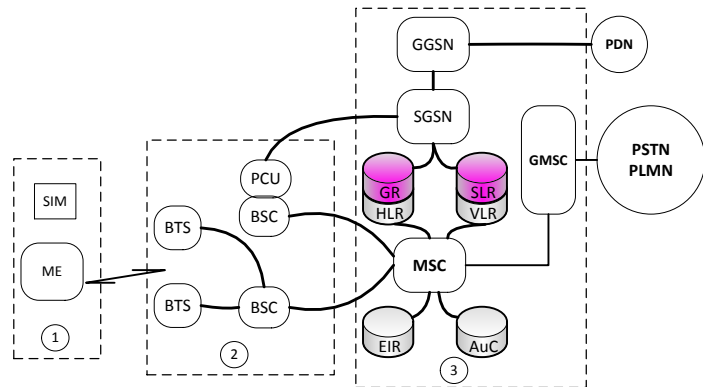 GGSN
PDN
SGSN
GMSC
PSTN
PLMN
PCU
GR
SLR
SIM
BSC
HLR
VLR
BTS
ME
MSC
BTS
BSC
EIR
AuC
1
2
3